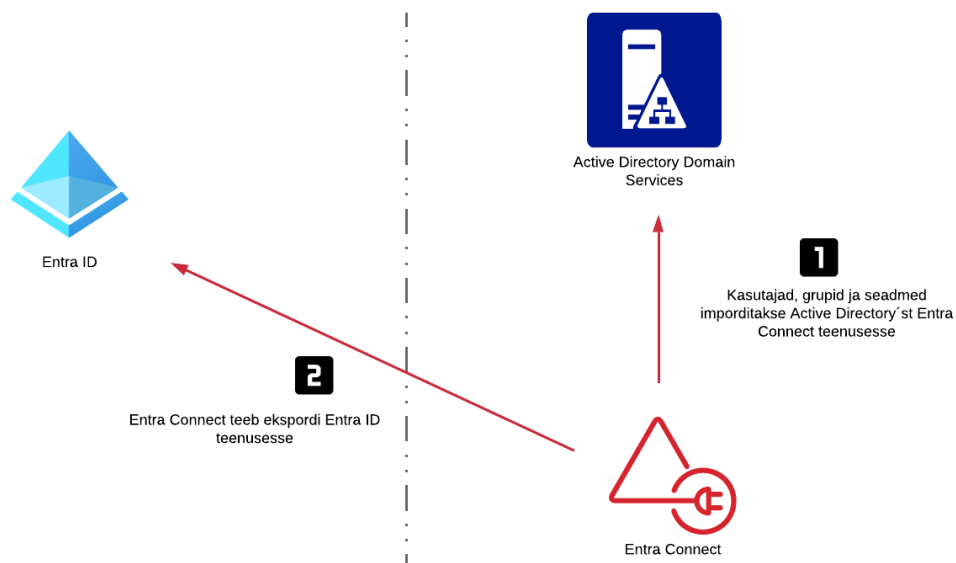 Active Directory Domain
Services
Entra ID
1
Kasutajad, grupid ja seadmed
imporditakse Active Directory´st Entra
Connect teenusesse
2
Entra Connect teeb ekspordi Entra ID
teenusesse
Entra Connect